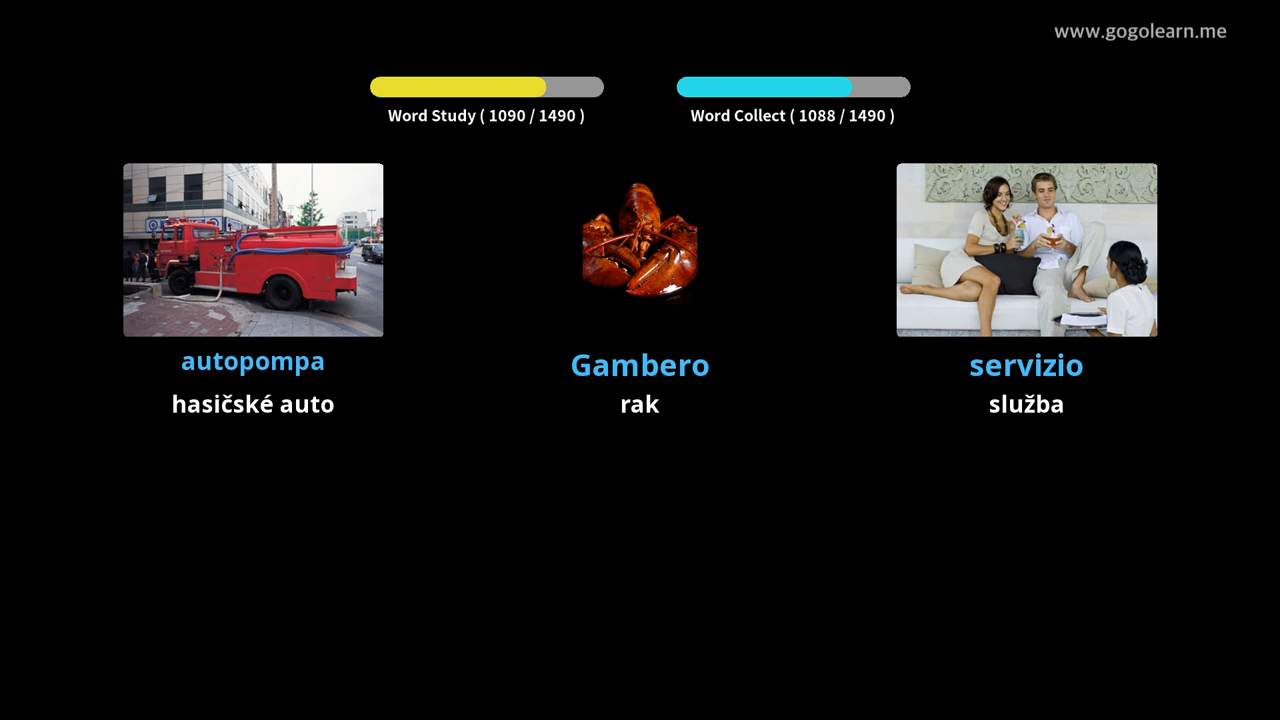 www.gogolearn.me
Word Study ( 1090 / 1490 )
Word Collect ( 1088 / 1490 )
autopompa
Gambero
servizio
hasičské auto
rak
služba